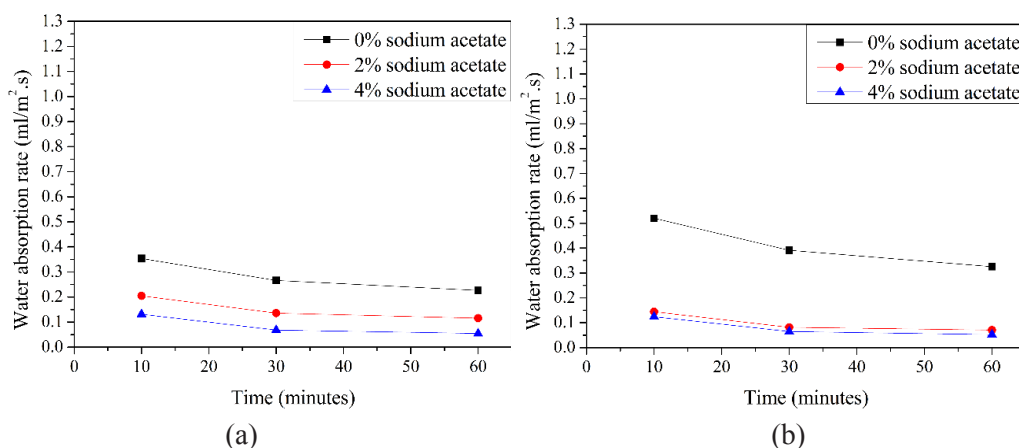 1.3
1.2
1.1
1.0
0.9
0.8
0.7
0.6
0.5
0.4
0.3
0.2
0.1
0.0
Water absorption rate (ml/m².s)
0% sodium acetate
2% sodium acetate
4% sodium acetate
0 10 20 30 40 50 60
Time (minutes)
(a)
1.3
1.2
1.1
1.0
0.9
0.8
0.7
0.6
0.5
0.4
0.3
0.2
0.1
0.0
Water absorption rate (ml/m².s)
0% sodium acetate
2% sodium acetate
4% sodium acetate
0 10 20 30 40 50 60
Time (minutes)
(b)